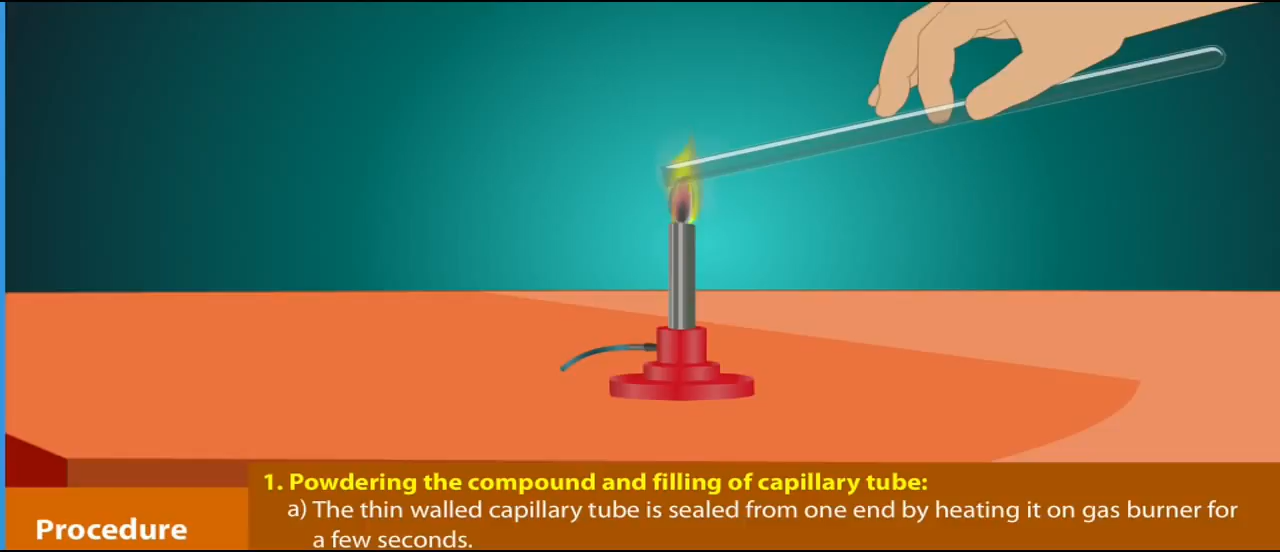 1. Powdering the compound and filling of capillary tube:
a) The thin walled capillary tube is sealed from one end by heating it on gas burner for
a few seconds.
Procedure